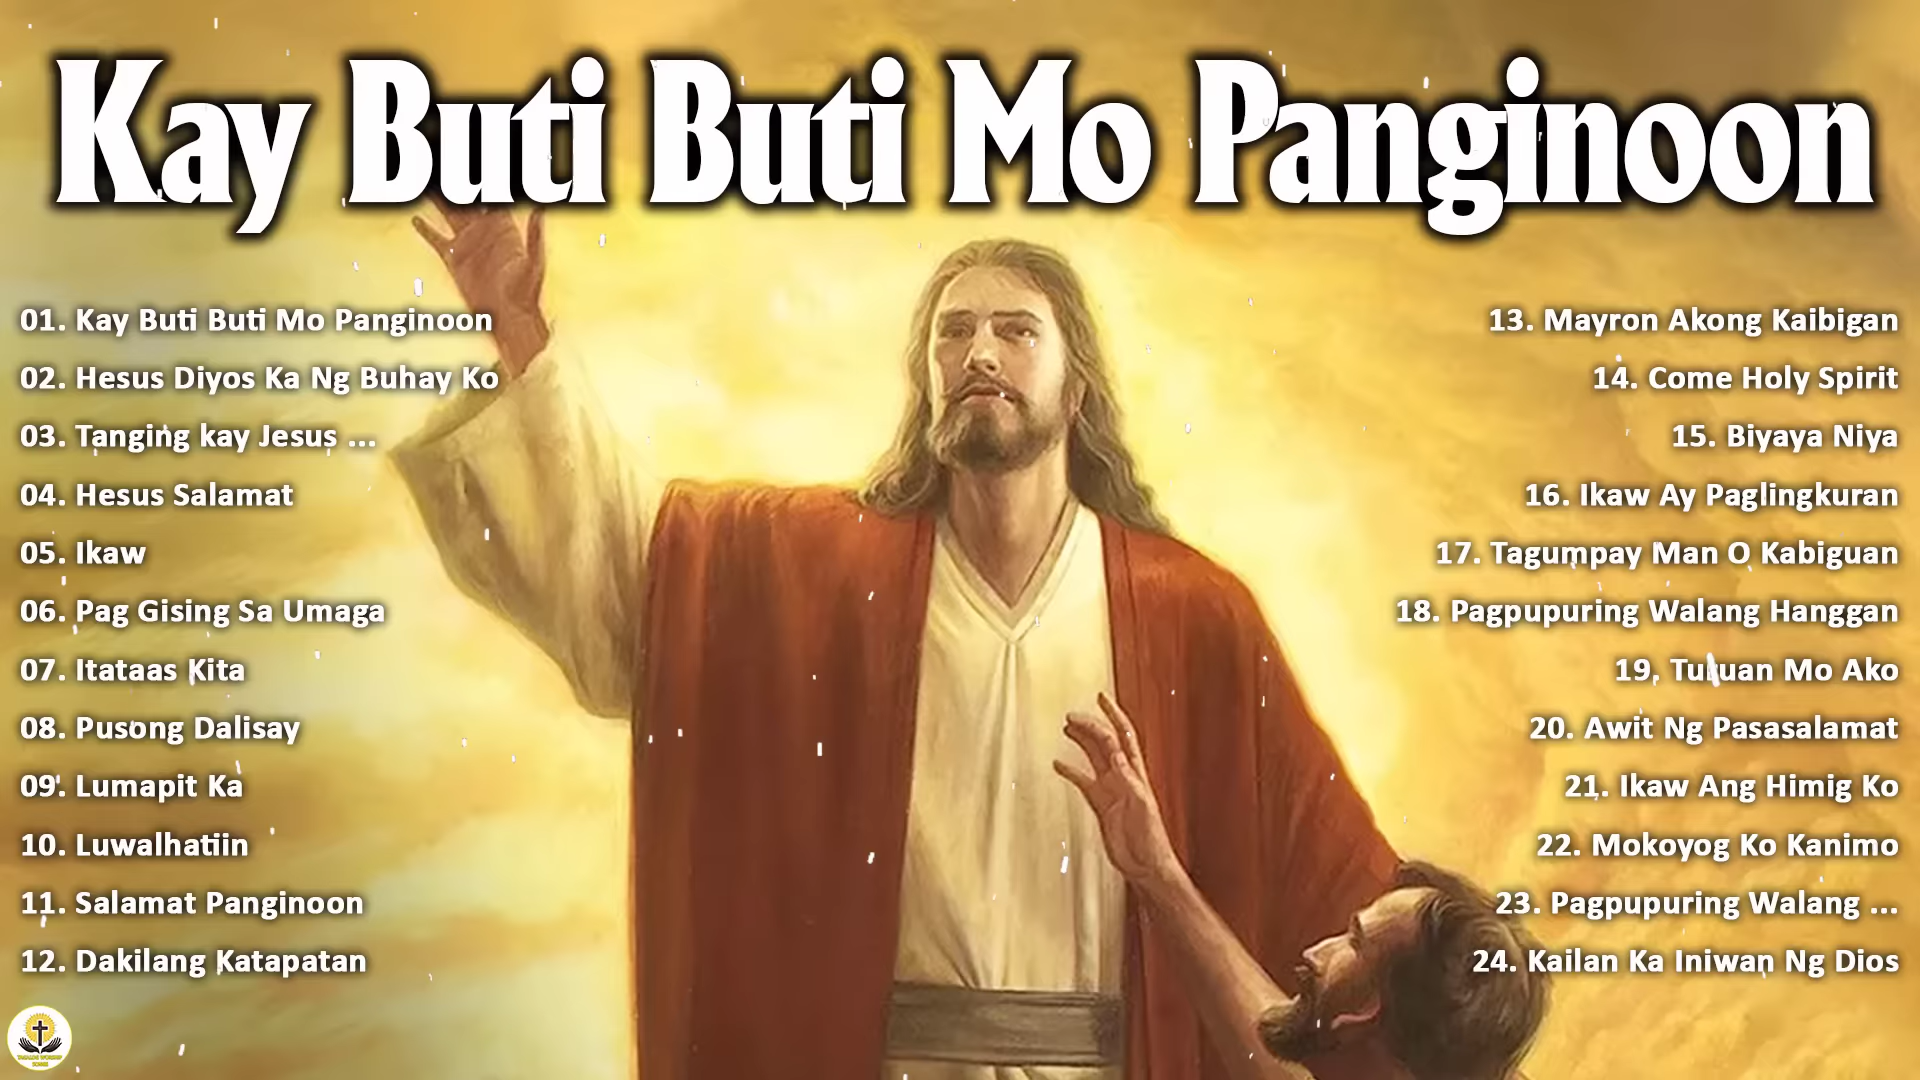 Kay Buti Buti Mo Panginoon
01. Kay Buti Buti Mo Panginoon
02. Hesus Diyos Ka Ng Buhay Ko
03. Tanging kay Jesus ...
04. Hesus Salamat
05. Ikaw
06. Pag Gising Sa Umaga
07. Itataas Kita
08. Pusong Dalisay
09. Lumapit Ka
10. Luwalhatiin
11. Salamat Panginoon
12. Dakilang Katapatan
13. Mayron Akong Kaibigan
14. Come Holy Spirit
15. Biyaya Niya
16. Ikaw Ay Paglingkuran
17. Tagumpay Man O Kabiguan
18. Pagpupuring Walang Hanggan
19. Turuan Mo Ako
20. Awit Ng Pasasalamat
21. Ikaw Ang Himig Ko
22. Mokoyog Ko Kanimo
23. Pagpupuring Walang ...
24. Kailan Ka Iniwan Ng Dios
TAGALOG WORSHIP
SONGS